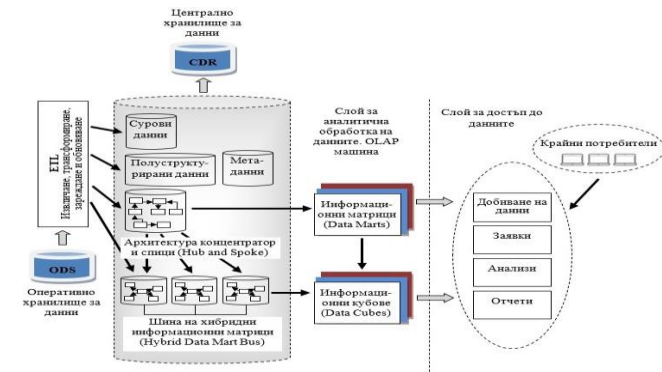 Централно
хранилище за
данни
CDR
ETL
Извличане, трансформиране,
зареждане и обновяване
ODS
Оперативно
хранилище за
данни
Сурови
данни
Полуструкту-
рирани данни
Мета-
данни
Архитектура концентратор
и спици (Hub and Spoke)
Шина на хибридни
информационни матрици
(Hybrid Data Mart Bus)
Слой за
аналитична
обработка на
данните. OLAP
машина
Информаци-
онни матрици
(Data Marts)
Информаци-
онни кубове
(Data Cubes)
Слой за достъп до
данните
Крайни потребители
Добиване на
данни
Заявки
Анализи
Отчети